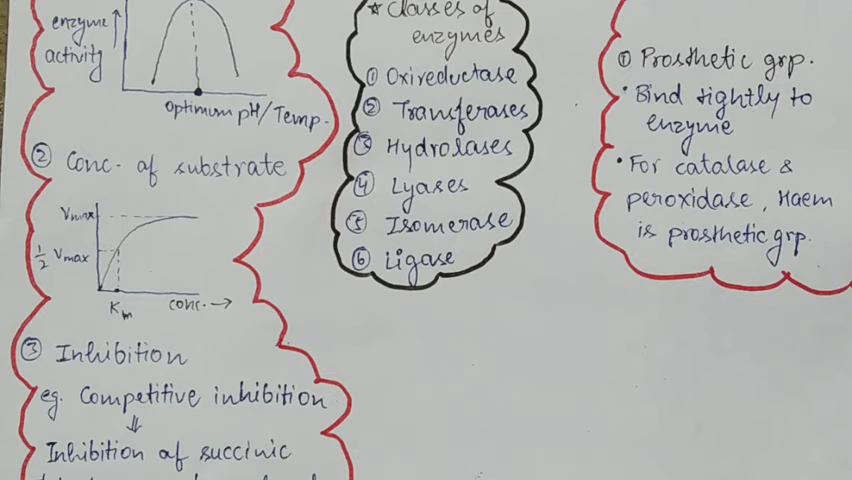 enzyme
activity
Optimum pH/Temp.
② Conc. of substrate
Vmax
1/2 Vmax
Km
conc. →
③ Inhibition
eg. Competitive inhibition
⇓
Inhibition of succinic
☆ Classes of
enzymes
① Oxireductase
② Transferases
③ Hydrolases
④ Lyases
⑤ Isomerase
⑥ Ligase
① Prosthetic grp.
• Bind tightly to
enzyme
• For catalase &
peroxidase, Haem
is prosthetic grp.